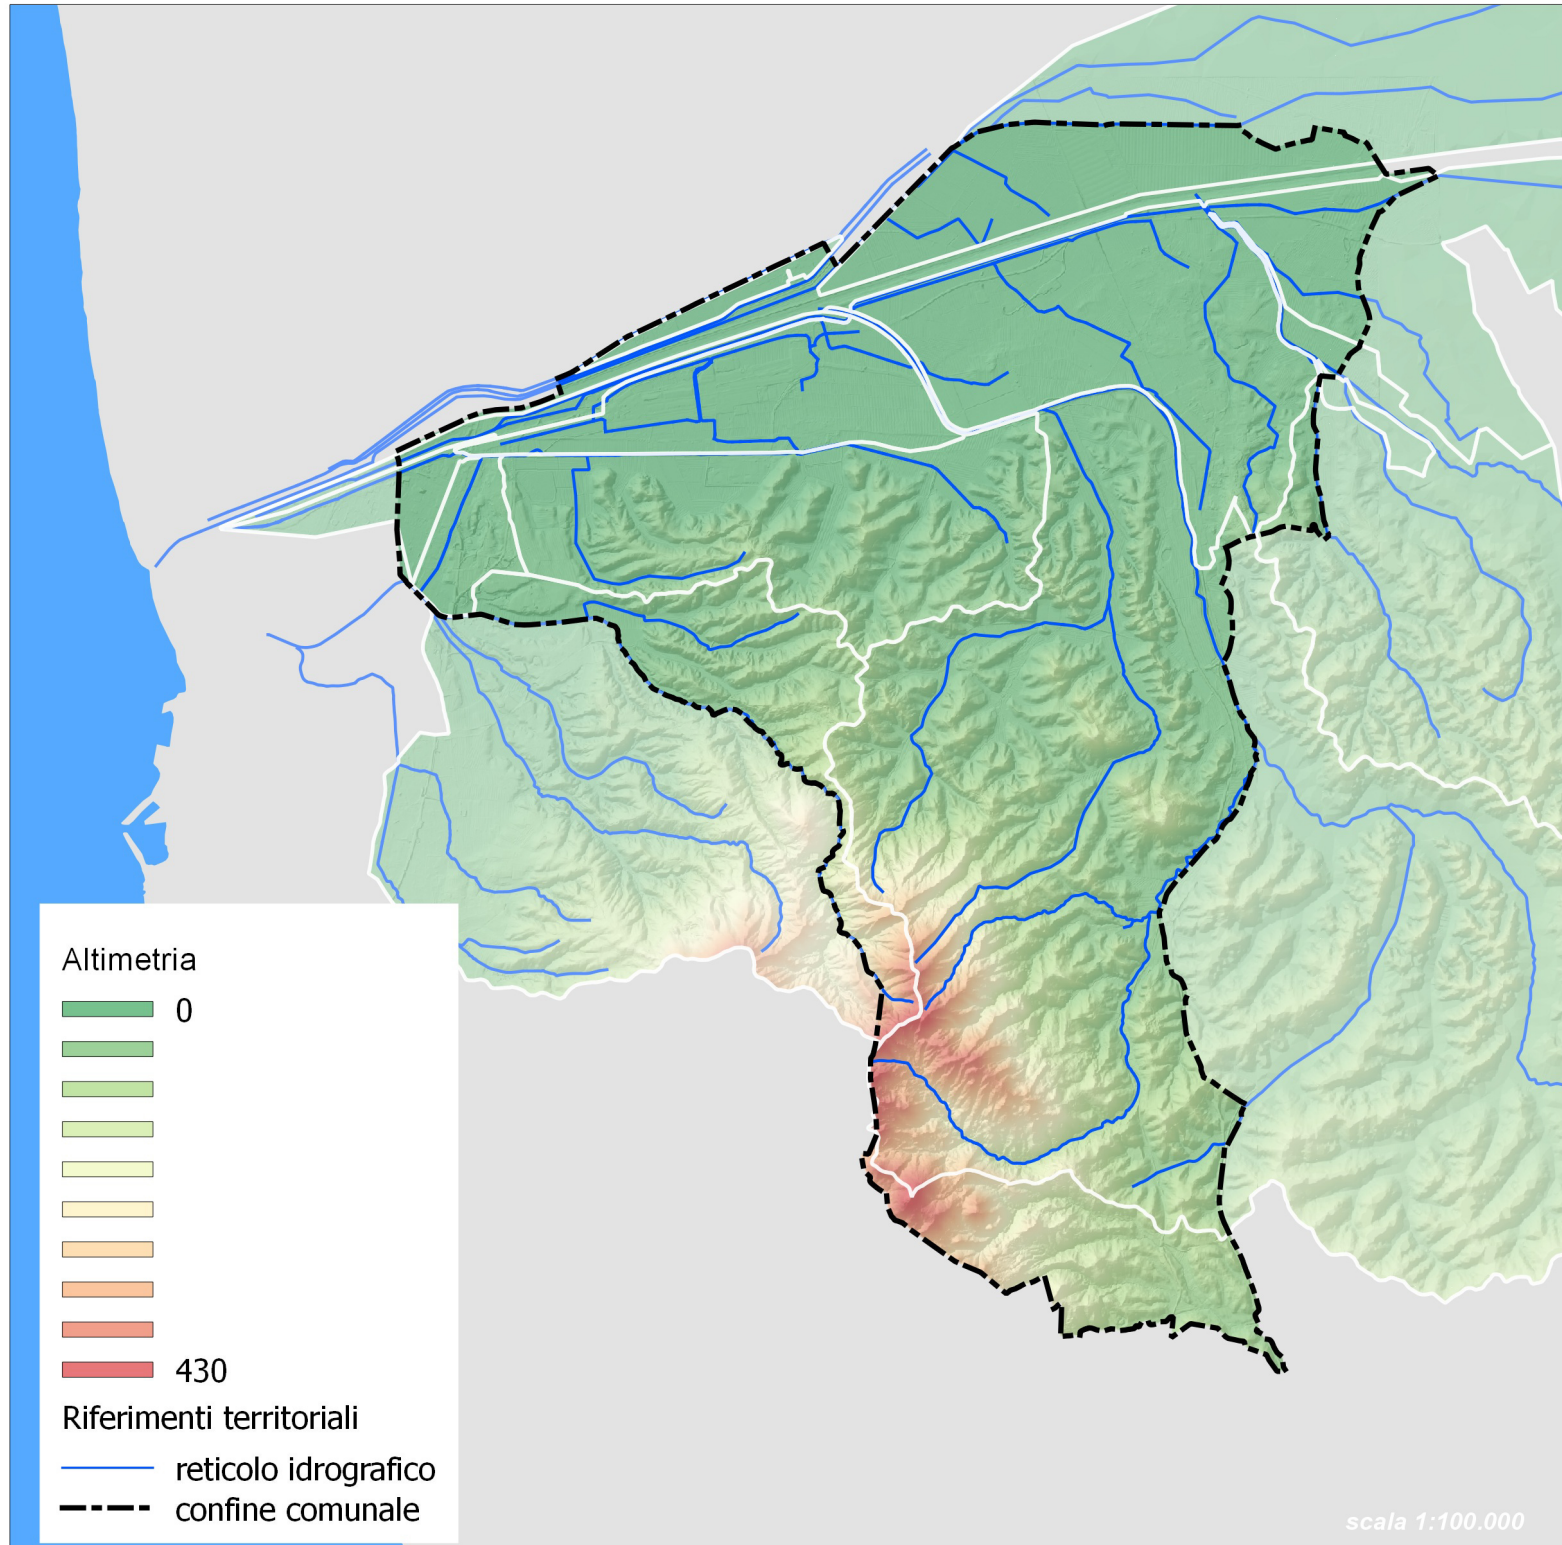 Altimetria
0
430
Riferimenti territoriali
reticolo idrografico
confine comunale
scala 1:100.000